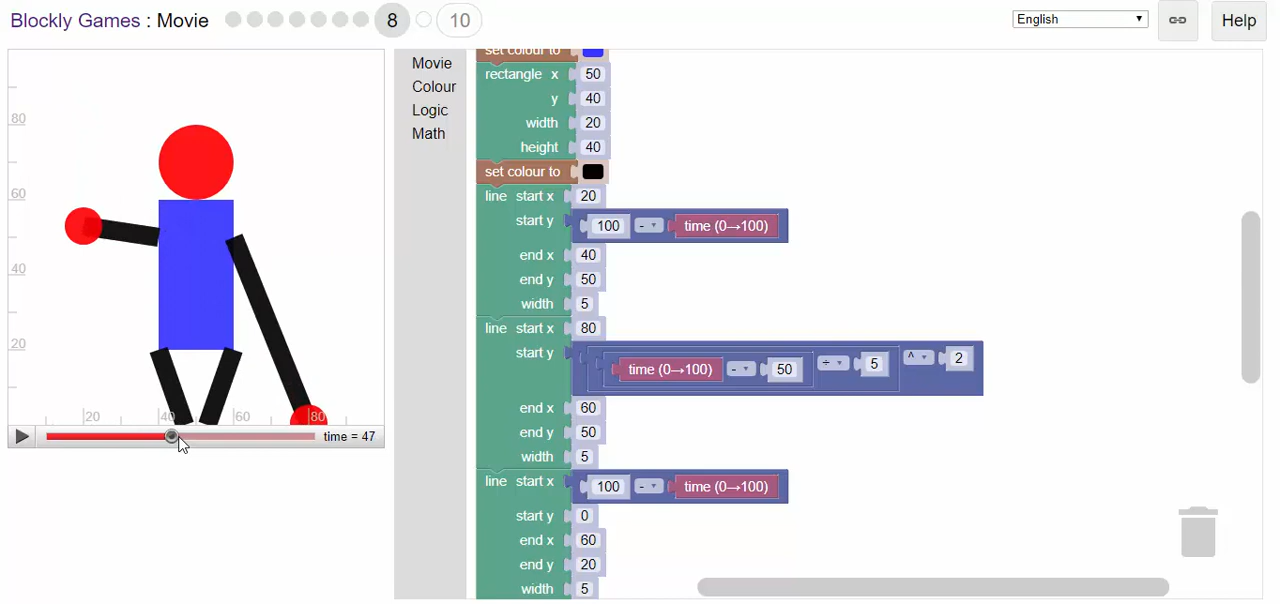 Blockly Games : Movie 8 10 English Help
Movie
Colour
Logic
Math
80
60
40
20
20 40 60 80
time = 47
set colour to
rectangle x 50
y 40
width 20
height 40
set colour to
line start x 20
start y 100 - time (0→100)
end x 40
end y 50
width 5
line start x 80
start y time (0→100) - 50 ÷ 5 ^ 2
end x 60
end y 50
width 5
line start x 100 - time (0→100)
start y 0
end x 60
end y 20
width 5